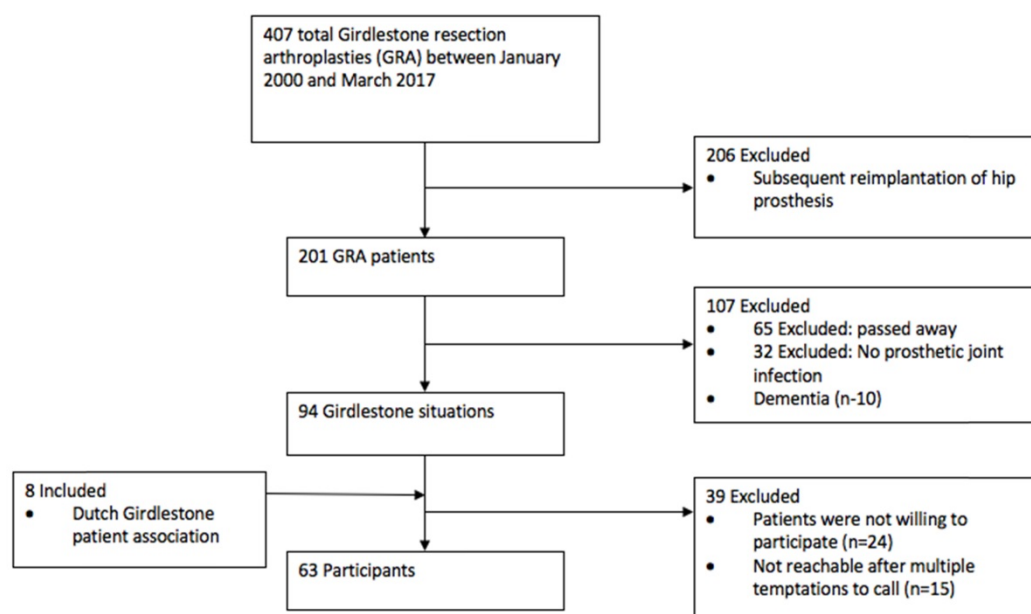 407 total Girdlestone resection
arthroplasties (GRA) between January
2000 and March 2017
206 Excluded
• Subsequent reimplantation of hip
prosthesis
201 GRA patients
107 Excluded
• 65 Excluded: passed away
• 32 Excluded: No prosthetic joint
infection
• Dementia (n-10)
94 Girdlestone situations
8 Included
• Dutch Girdlestone
patient association
39 Excluded
• Patients were not willing to
participate (n=24)
• Not reachable after multiple
temptations to call (n=15)
63 Participants